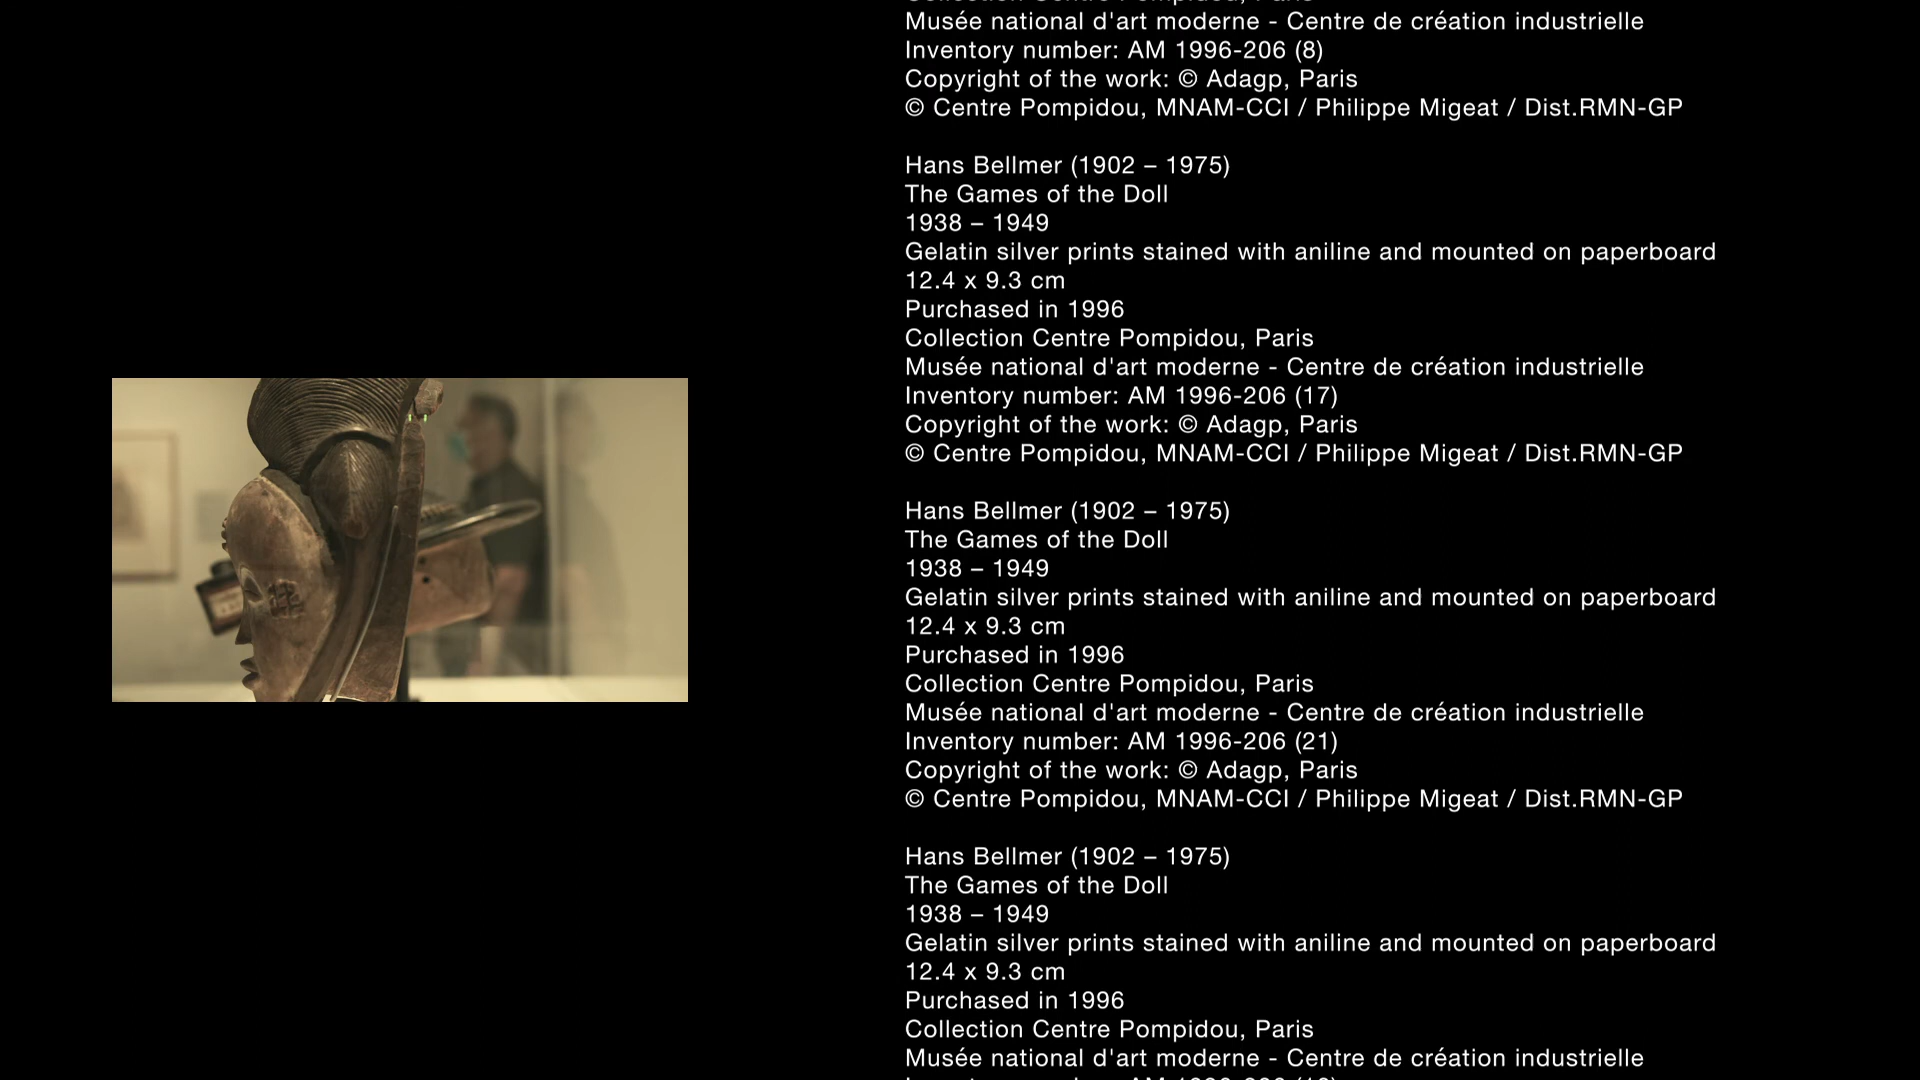 Musée national d'art moderne - Centre de création industrielle
Inventory number: AM 1996-206 (8)
Copyright of the work: © Adagp, Paris
© Centre Pompidou, MNAM-CCI / Philippe Migeat / Dist.RMN-GP
Hans Bellmer (1902 – 1975)
The Games of the Doll
1938 – 1949
Gelatin silver prints stained with aniline and mounted on paperboard
12.4 x 9.3 cm
Purchased in 1996
Collection Centre Pompidou, Paris
Musée national d'art moderne - Centre de création industrielle
Inventory number: AM 1996-206 (17)
Copyright of the work: © Adagp, Paris
© Centre Pompidou, MNAM-CCI / Philippe Migeat / Dist.RMN-GP
Hans Bellmer (1902 – 1975)
The Games of the Doll
1938 – 1949
Gelatin silver prints stained with aniline and mounted on paperboard
12.4 x 9.3 cm
Purchased in 1996
Collection Centre Pompidou, Paris
Musée national d'art moderne - Centre de création industrielle
Inventory number: AM 1996-206 (21)
Copyright of the work: © Adagp, Paris
© Centre Pompidou, MNAM-CCI / Philippe Migeat / Dist.RMN-GP
Hans Bellmer (1902 – 1975)
The Games of the Doll
1938 – 1949
Gelatin silver prints stained with aniline and mounted on paperboard
12.4 x 9.3 cm
Purchased in 1996
Collection Centre Pompidou, Paris
Musée national d'art moderne - Centre de création industrielle